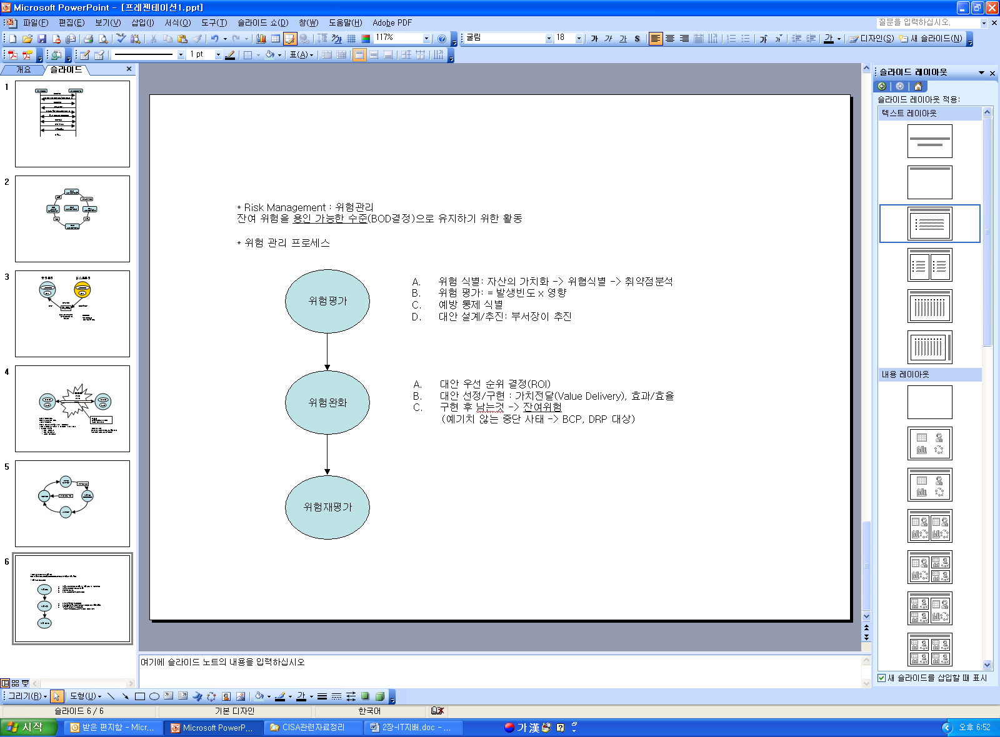 Microsoft PowerPoint - [프레젠테이션1.ppt]
파일(F) 편집(E) 보기(V) 삽입(I) 서식(O) 도구(T) 슬라이드 쇼(D) 창(W) 도움말(H) Adobe PDF
질문을 입력하십시오.
117%
굴림
18
가 가 가 S
디자인(S) 새 슬라이드(N)
1 pt
표(A)
개요 슬라이드
1
2
3
4
5
6
* Risk Management : 위험관리
잔여 위험을 용인 가능한 수준(BOD결정)으로 유지하기 위한 활동
* 위험 관리 프로세스
위험평가
A. 위험 식별: 자산의 가치화 -> 위협식별 -> 취약점분석
B. 위험 평가: = 발생빈도 x 영향
C. 예방 통제 식별
D. 대안 설계/추진: 부서장이 추진
위험완화
A. 대안 우선 순위 결정(ROI)
B. 대안 선정/구현 : 가치전달(Value Delivery), 효과/효율
C. 구현 후 남는것 -> 잔여위험
(예기치 않는 중단 사태 -> BCP, DRP 대상)
위험재평가
여기에 슬라이드 노트의 내용을 입력하십시오
슬라이드 레이아웃
슬라이드 레이아웃 적용:
텍스트 레이아웃
내용 레이아웃
새 슬라이드를 삽입할 때 표시
그리기(R) 도형(U)
슬라이드 6 / 6 기본 디자인 한국어
시작 받은 편지함 - Micr... Microsoft PowerP... CISA관련자료정리 2장-IT지배.doc - ... 가 漢 오후 6:52